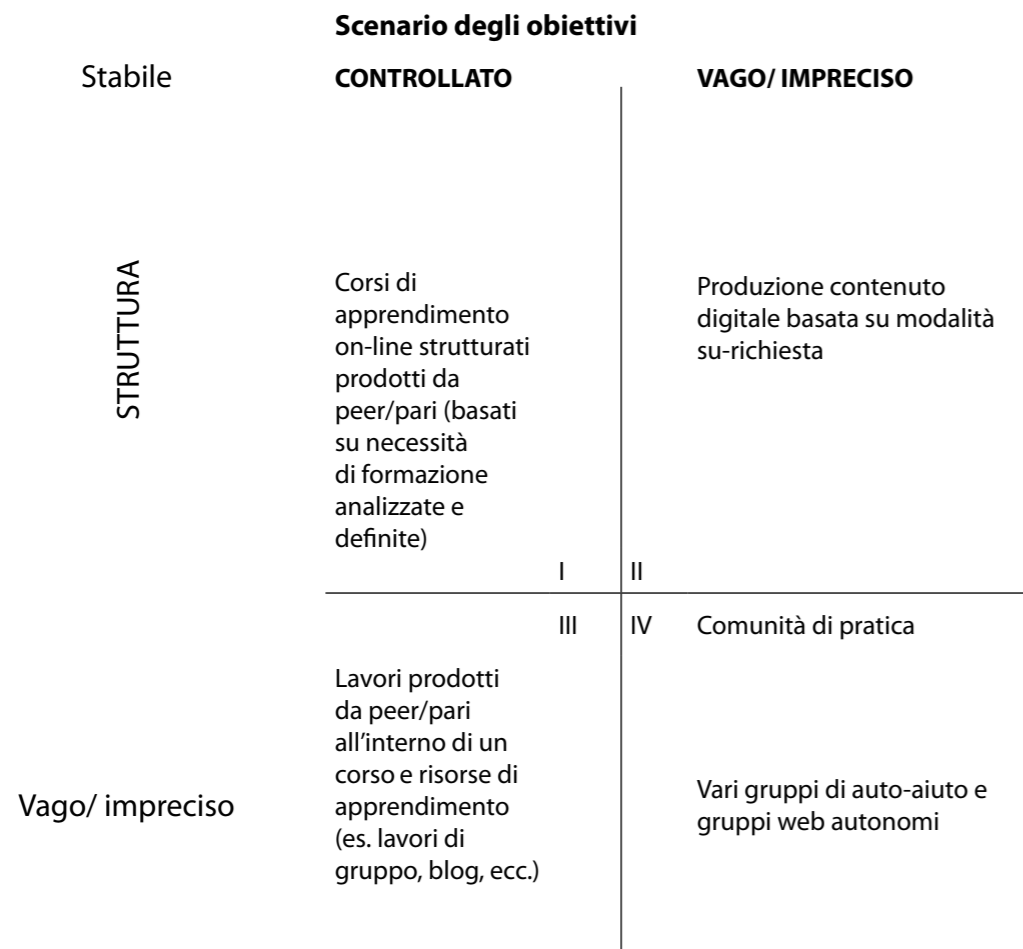 Scenario degli obiettivi
Stabile
CONTROLLATO
VAGO/ IMPRECISO
STRUTTURA
Corsi di
apprendimento
on-line strutturati
prodotti da
peer/pari (basati
su necessità
di formazione
analizzate e
definite)
Produzione contenuto
digitale basata su modalità
su-richiesta
I
II
III
IV
Comunità di pratica
Vago/ impreciso
Lavori prodotti
da peer/pari
all’interno di un
corso e risorse di
apprendimento
(es. lavori di
gruppo, blog, ecc.)
Vari gruppi di auto-aiuto e
gruppi web autonomi